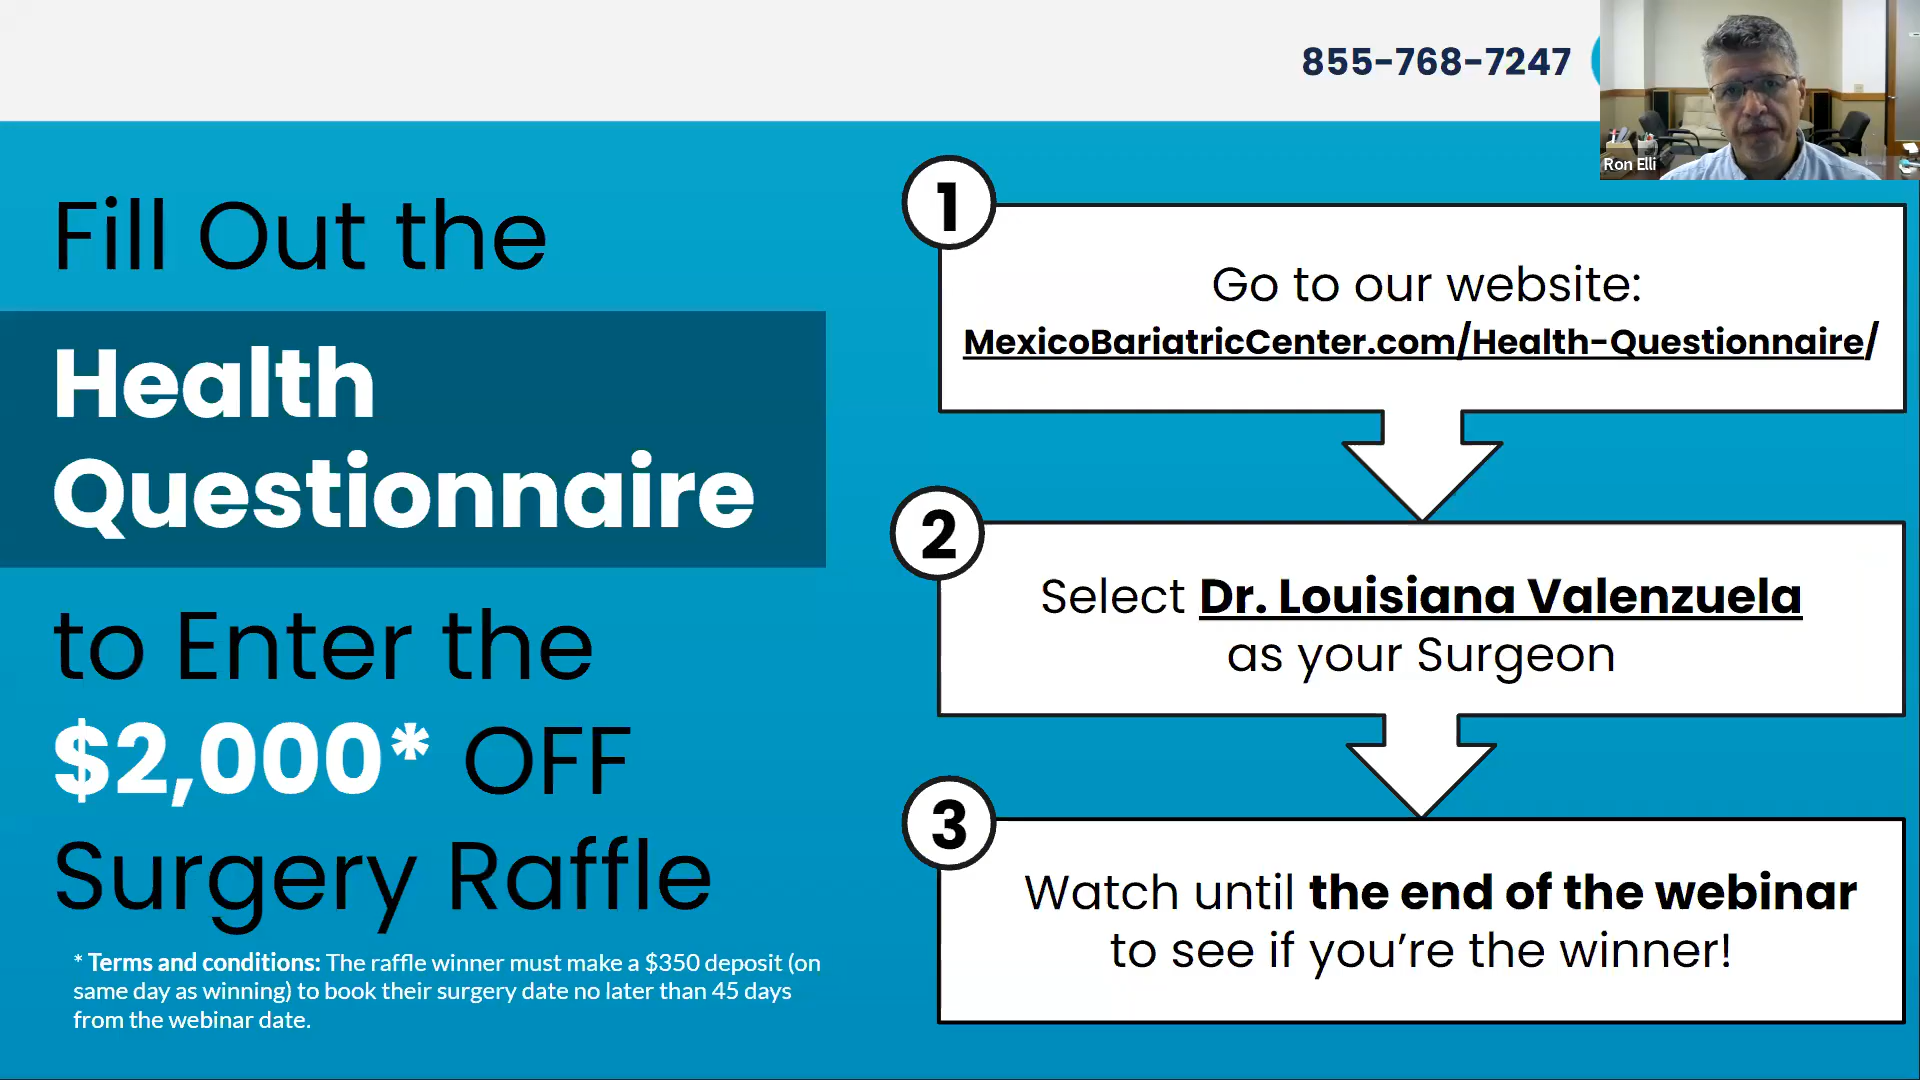 855-768-7247
Ron Elli
Fill Out the
Health
Questionnaire
to Enter the
$2,000* OFF
Surgery Raffle
* Terms and conditions: The raffle winner must make a $350 deposit (on
same day as winning) to book their surgery date no later than 45 days
from the webinar date.
1
Go to our website:
MexicoBariatricCenter.com/Health-Questionnaire/
2
Select Dr. Louisiana Valenzuela
as your Surgeon
3
Watch until the end of the webinar
to see if you’re the winner!